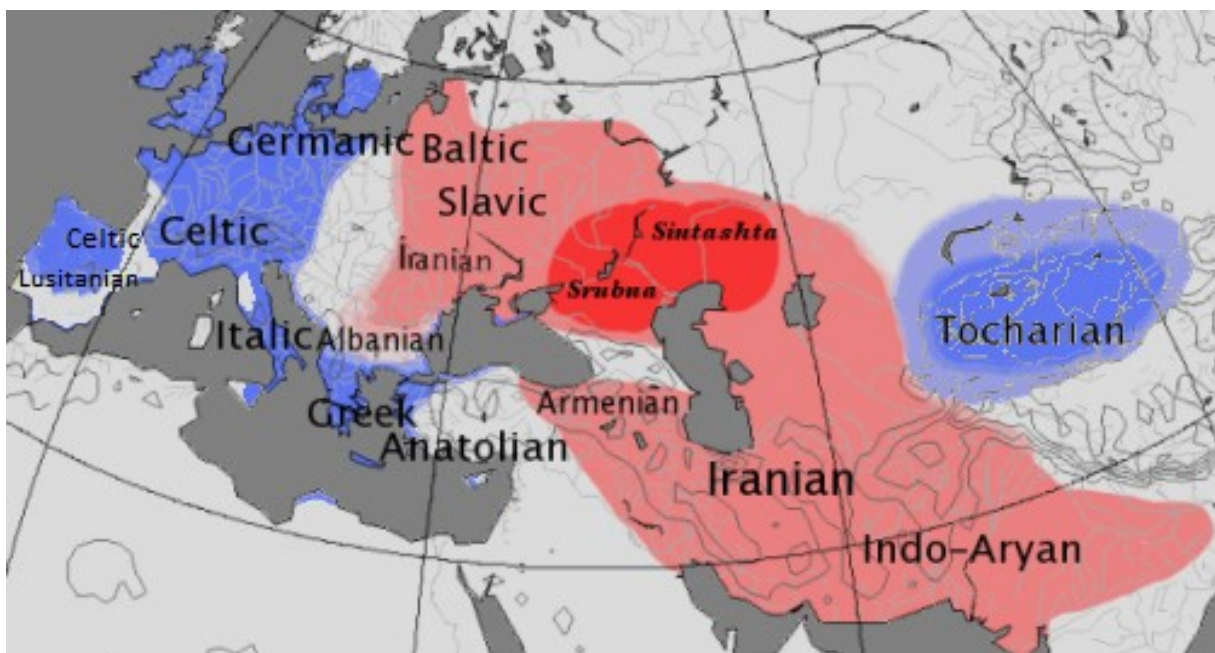 Germanic
Baltic
Slavic
Celtic
Celtic
Sintashta
Iranian
Lusitanian
Srubna
Italic
Albanian
Tocharian
Greek
Armenian
Anatolian
Iranian
Indo-Aryan